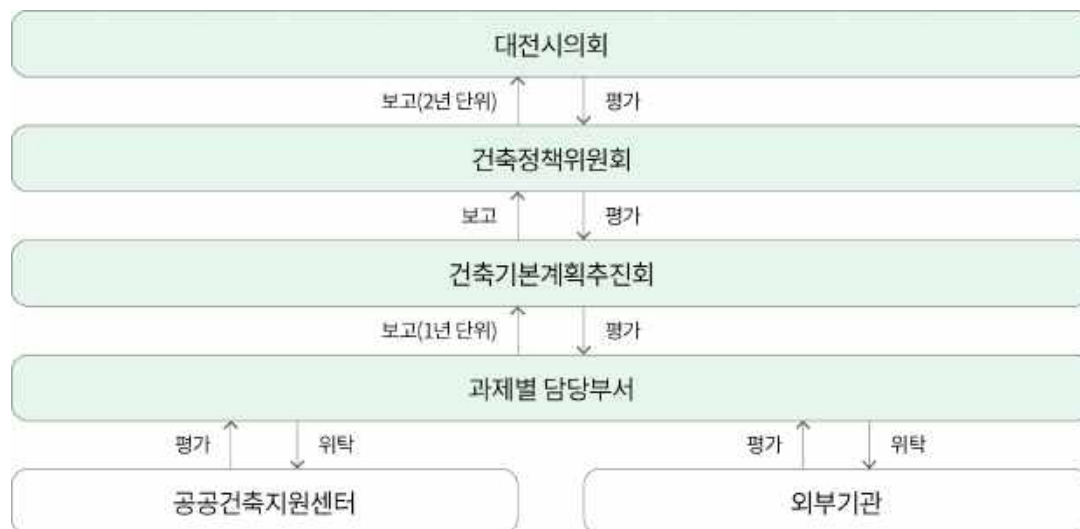 대전시의회
보고(2년 단위) 평가
건축정책위원회
보고 평가
건축기본계획추진회
보고(1년 단위) 평가
과제별 담당부서
평가 위탁 평가 위탁
공공건축지원센터 외부기관